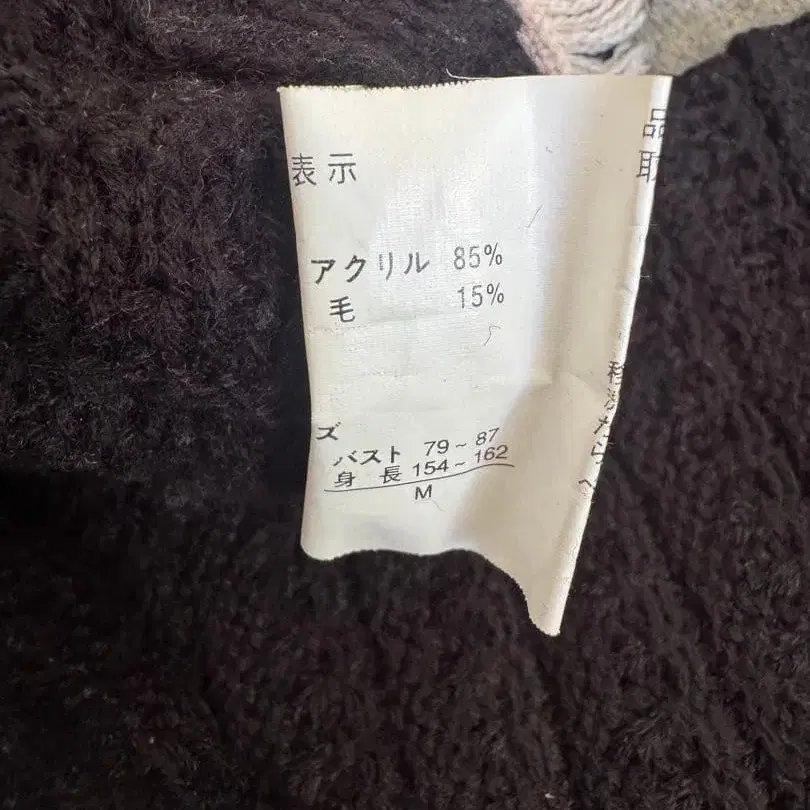 表示
アクリル 85%
毛 15%
ズ
バスト 79~87
身 長 154~162
M
品